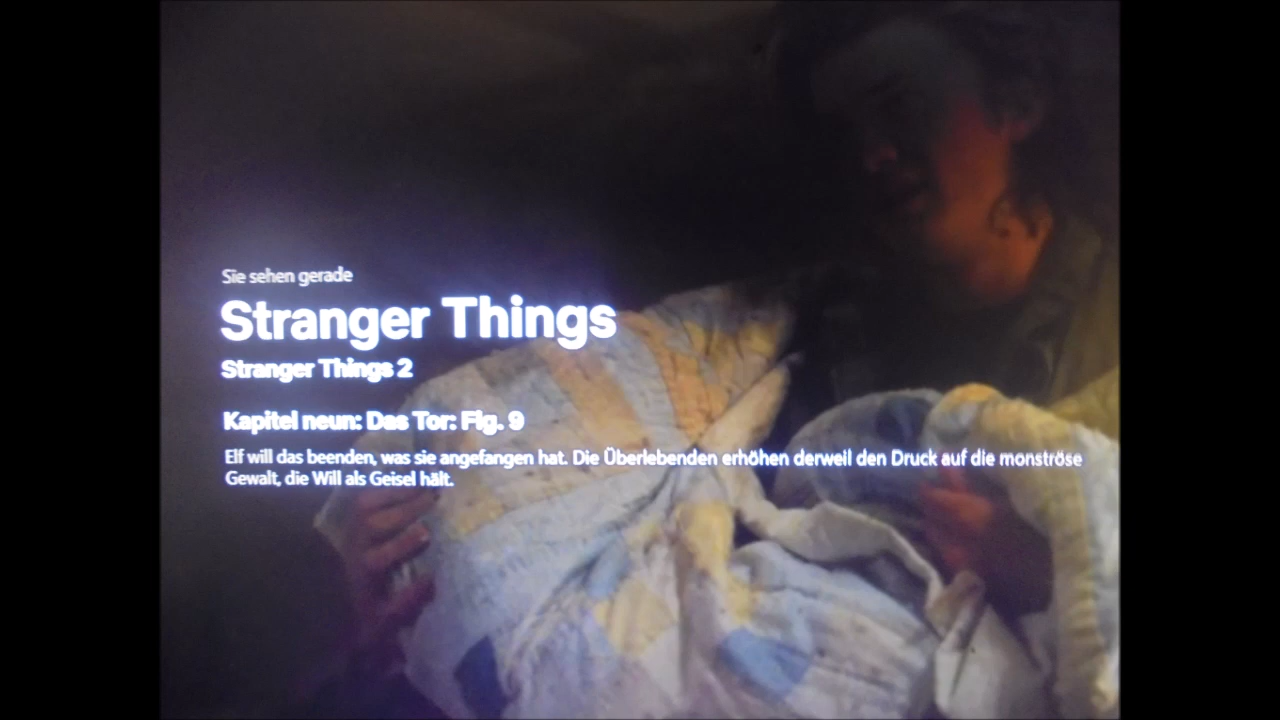 Sie sehen gerade
Stranger Things
Stranger Things 2
Kapitel neun: Das Tor: Flg. 9
Elf will das beenden, was sie angefangen hat. Die Überlebenden erhöhen derweil den Druck auf die monströse
Gewalt, die Will als Geisel hält.